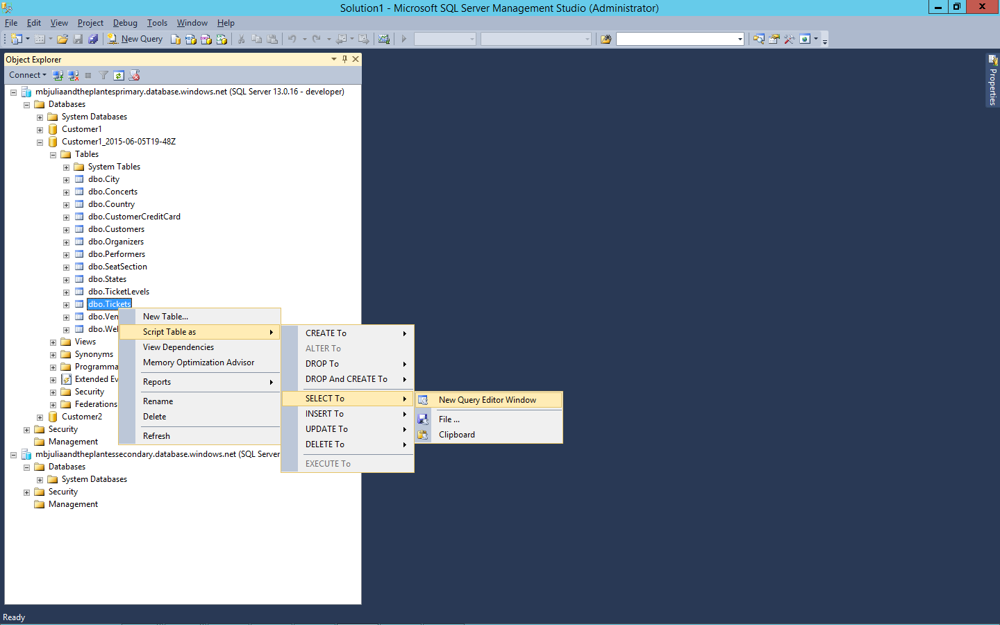 Solution1 - Microsoft SQL Server Management Studio (Administrator)
File Edit View Project Debug Tools Window Help
New Query
Object Explorer
Connect
mbjuliaandtheplantesprimary.database.windows.net (SQL Server 13.0.16 - developer)
Databases
System Databases
Customer1
Customer1_2015-06-05T19-48Z
Tables
System Tables
dbo.City
dbo.Concerts
dbo.Country
dbo.CustomerCreditCard
dbo.Customers
dbo.Organizers
dbo.Performers
dbo.SeatSection
dbo.States
dbo.TicketLevels
dbo.Tickets
dbo.Ven
dbo.Wel
Views
Synonyms
Programma
Extended Ev
Security
Federations
Customer2
Security
Management
mbjuliaandtheplantessecondary.database.windows.net (SQL Server
Databases
System Databases
Security
Management
New Table...
Script Table as
View Dependencies
Memory Optimization Advisor
Reports
Rename
Delete
Refresh
CREATE To
ALTER To
DROP To
DROP And CREATE To
SELECT To
INSERT To
UPDATE To
DELETE To
EXECUTE To
New Query Editor Window
File ...
Clipboard
Properties
Ready